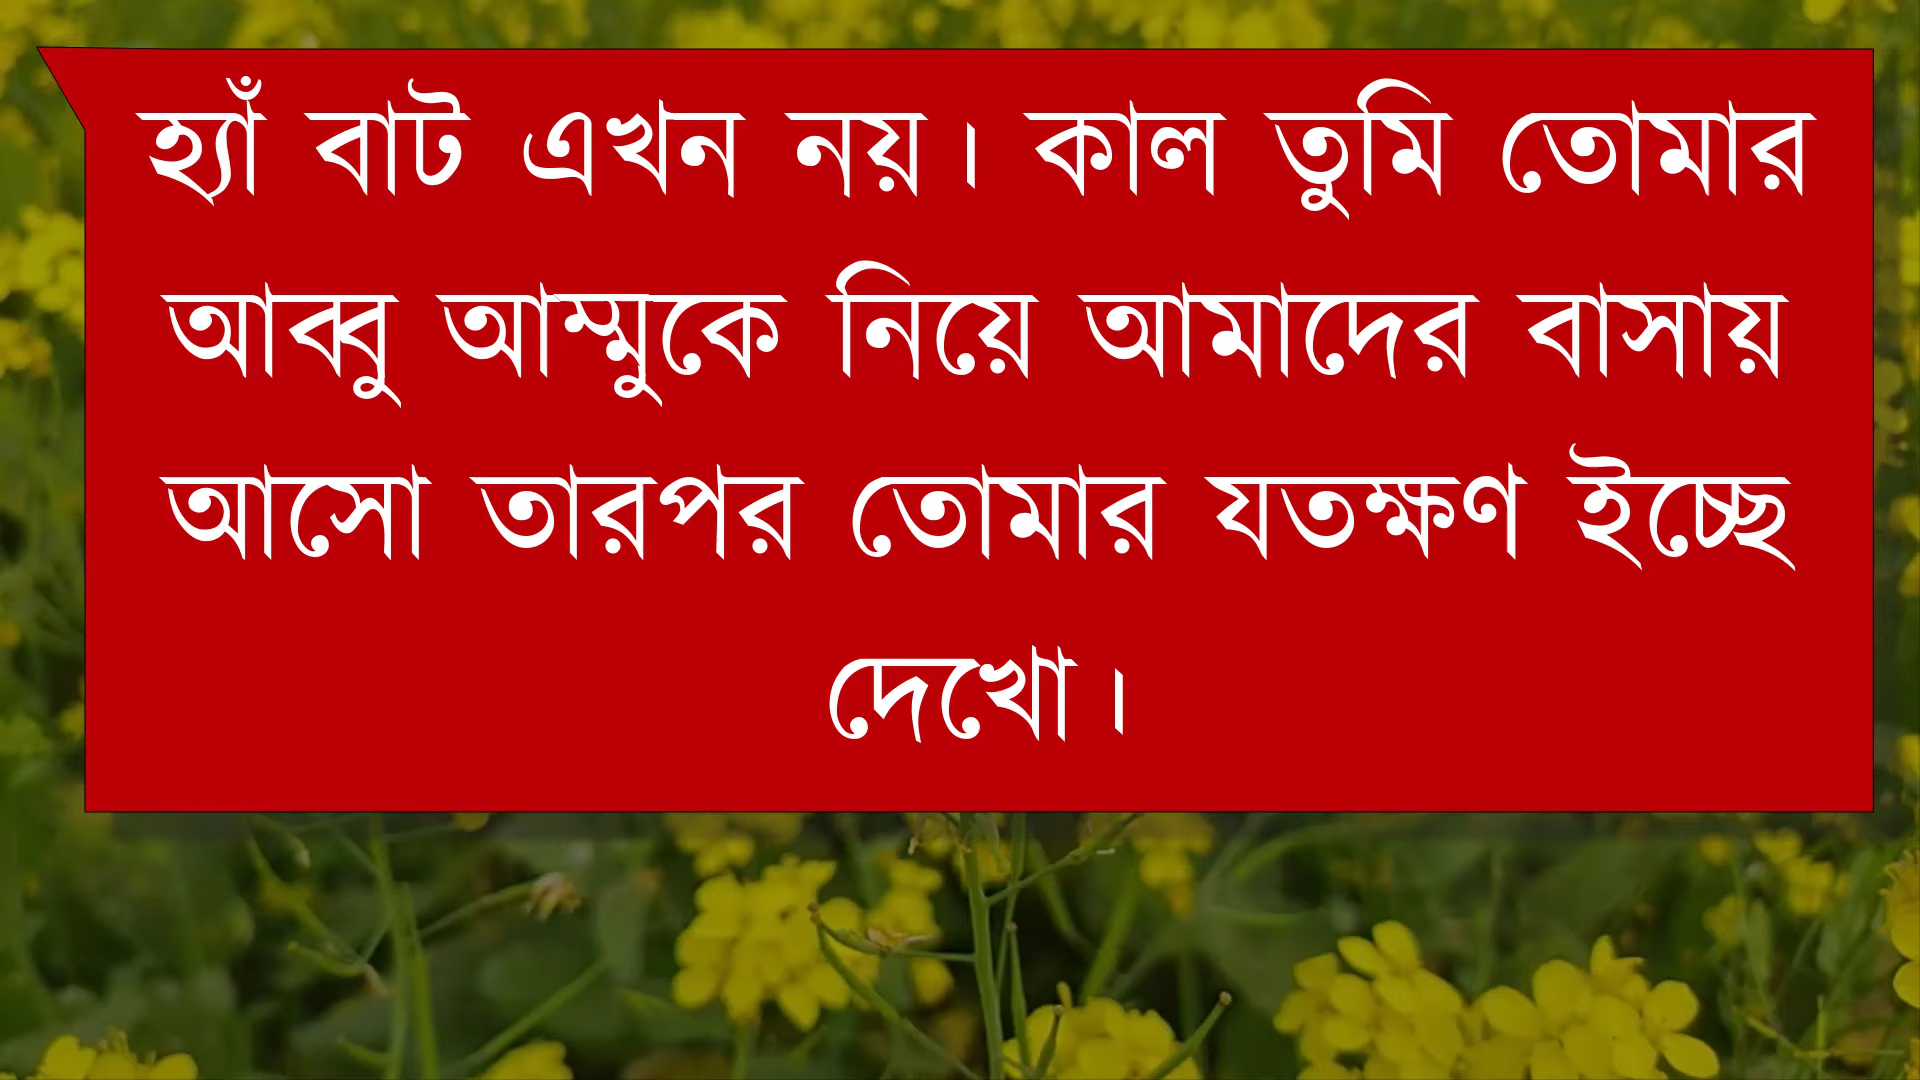 হ্যাঁ বাট এখন নয়। কাল তুমি তোমার
আব্বু আম্মুকে নিয়ে আমাদের বাসায়
আসো তারপর তোমার যতক্ষণ ইচ্ছে
দেখো।